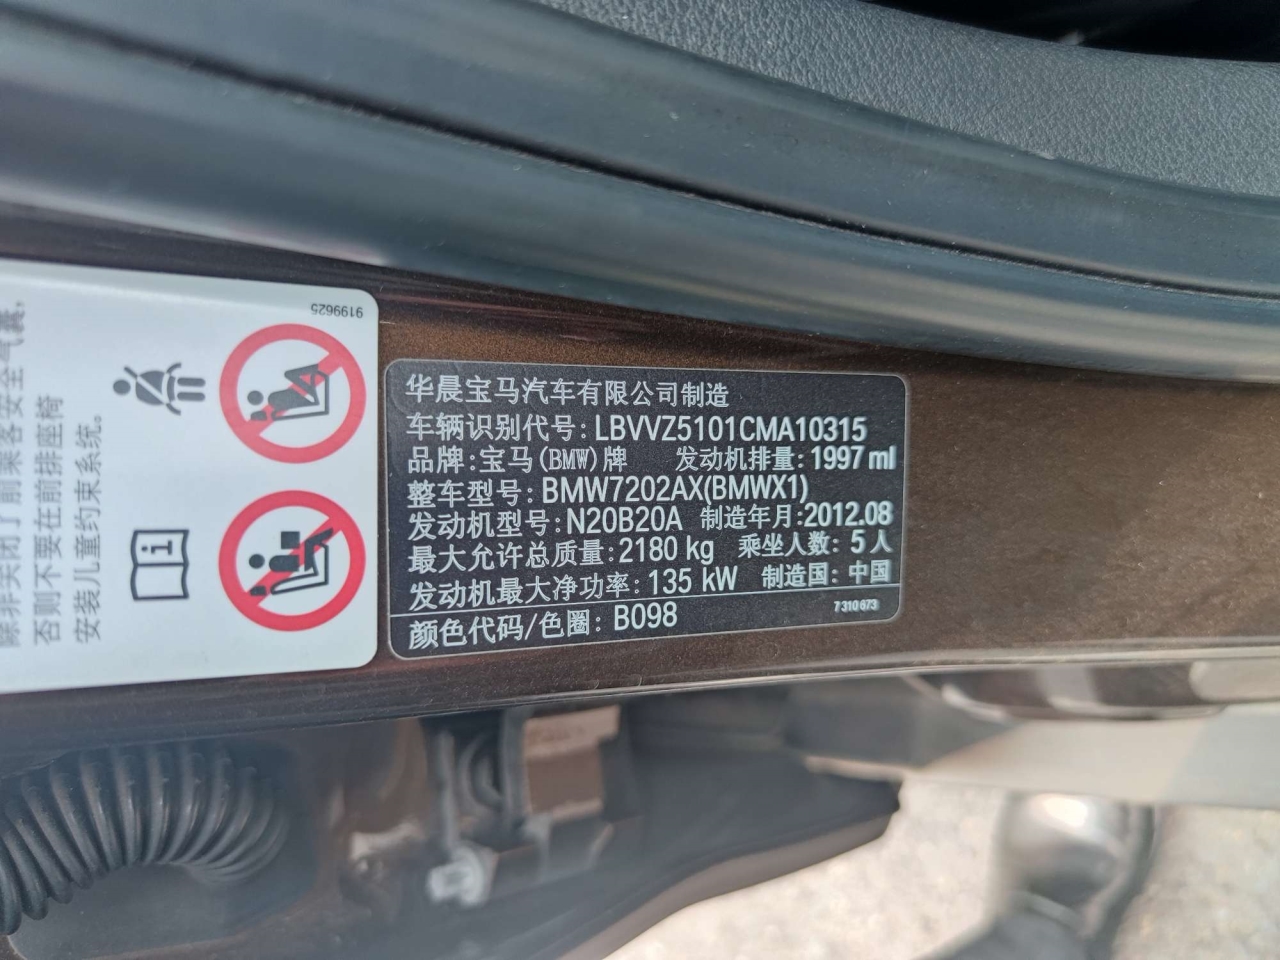 9199625
除非关闭了前乘客安全气囊,
否则不要在前排座椅
安装儿童约束系统。
华晨宝马汽车有限公司制造
车辆识别代号:LBVVZ5101CMA10315
品牌:宝马(BMW)牌 发动机排量:1997 ml
整车型号:BMW7202AX(BMWX1)
发动机型号:N20B20A 制造年月:2012.08
最大允许总质量:2180 kg 乘坐人数: 5 人
发动机最大净功率:135 kW 制造国: 中国
7310673
颜色代码/色圈: B098